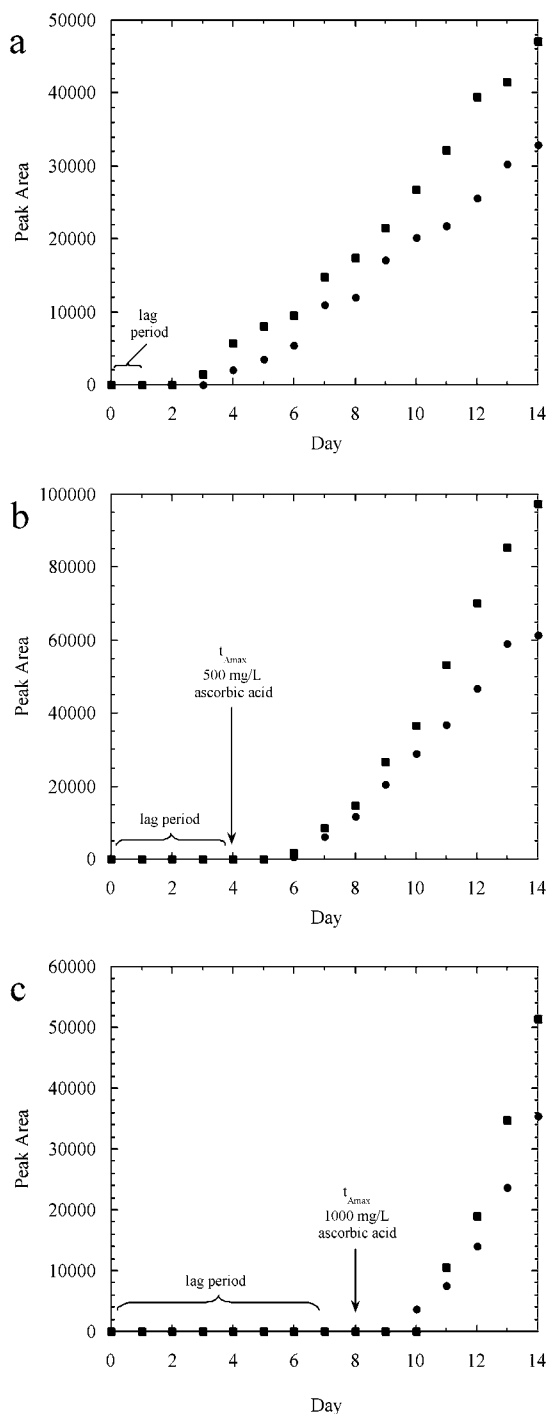 a
50000
40000
30000
20000
10000
0
Peak Area
lag
period
0 2 4 6 8 10 12 14
Day
b
100000
80000
60000
40000
20000
0
Peak Area
tAmax
500 mg/L
ascorbic acid
lag period
0 2 4 6 8 10 12 14
Day
c
60000
50000
40000
30000
20000
10000
0
Peak Area
tAmax
1000 mg/L
ascorbic acid
lag period
0 2 4 6 8 10 12 14
Day